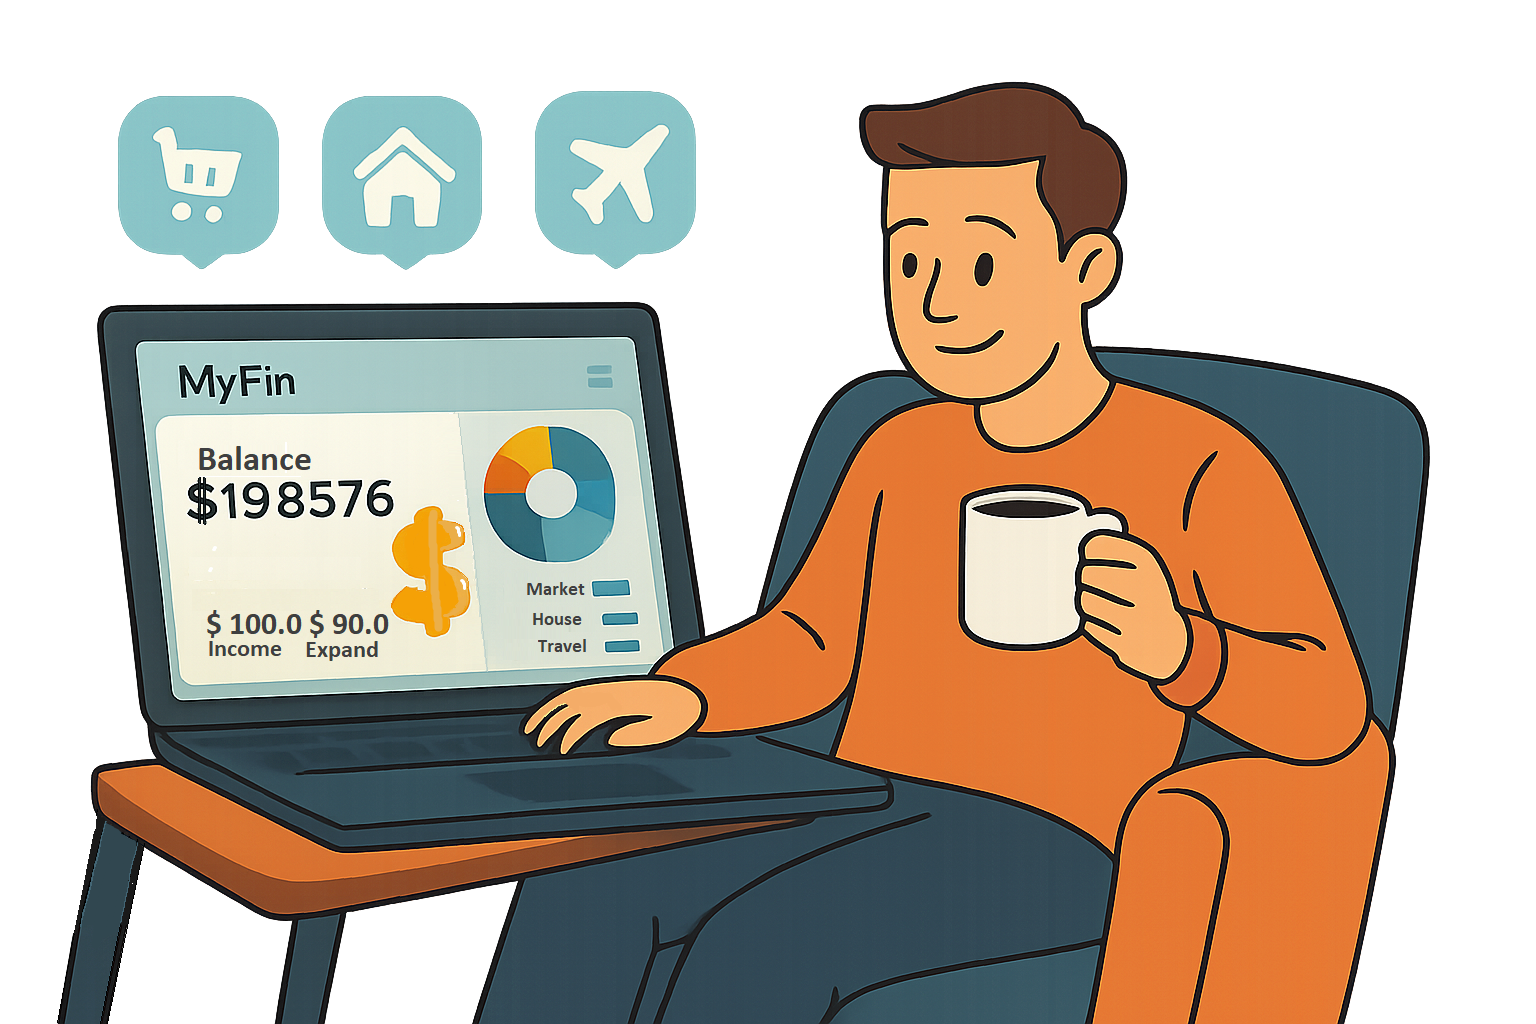 MyFin
Balance
$198576
$ 100.0 $ 90.0
Income Expand
Market
House
Travel